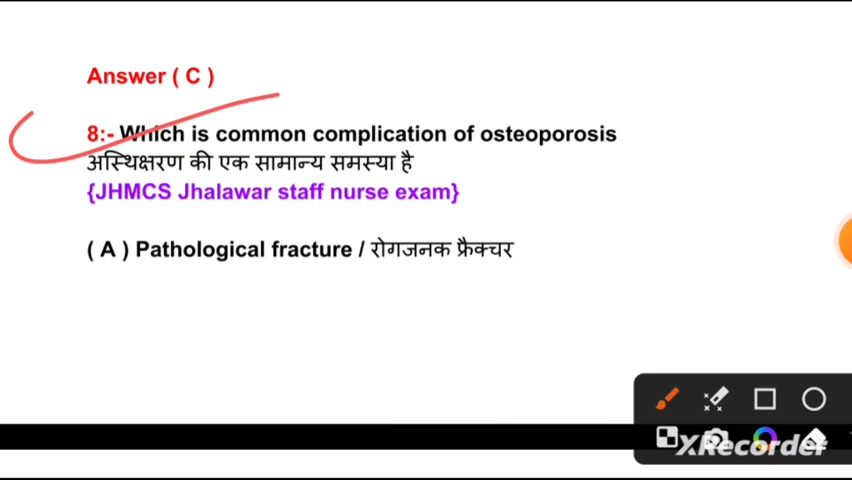 Answer ( C )
8:- Which is common complication of osteoporosis
अस्थिक्षरण की एक सामान्य समस्या है
{JHMCS Jhalawar staff nurse exam}
( A ) Pathological fracture / रोगजनक फ्रैक्चर
XRecorder